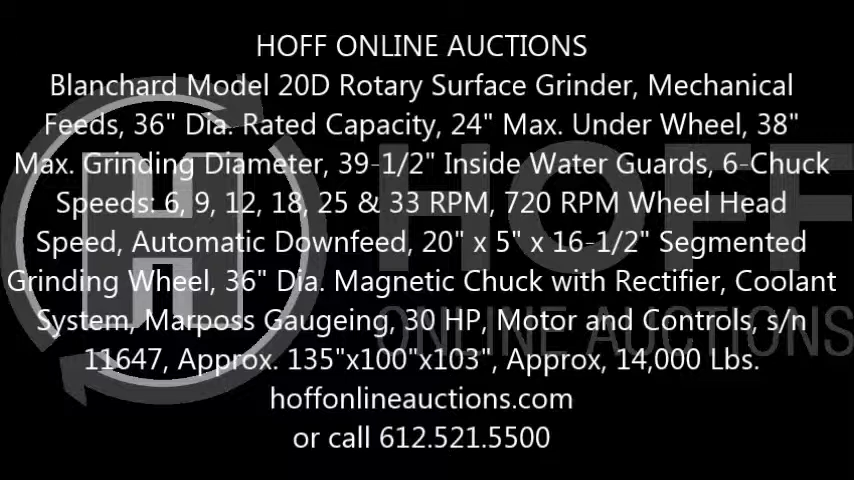 HOFF ONLINE AUCTIONS
Blanchard Model 20D Rotary Surface Grinder, Mechanical
Feeds, 36" Dia. Rated Capacity, 24" Max. Under Wheel, 38"
Max. Grinding Diameter, 39-1/2" Inside Water Guards, 6-Chuck
Speeds: 6, 9, 12, 18, 25 & 33 RPM, 720 RPM Wheel Head
Speed, Automatic Downfeed, 20" x 5" x 16-1/2" Segmented
Grinding Wheel, 36" Dia. Magnetic Chuck with Rectifier, Coolant
System, Marposs Gaugeing, 30 HP, Motor and Controls, s/n
11647, Approx. 135"x100"x103", Approx, 14,000 Lbs.
hoffonlineauctions.com
or call 612.521.5500
H HOFF
ONLINE AUCTIONS